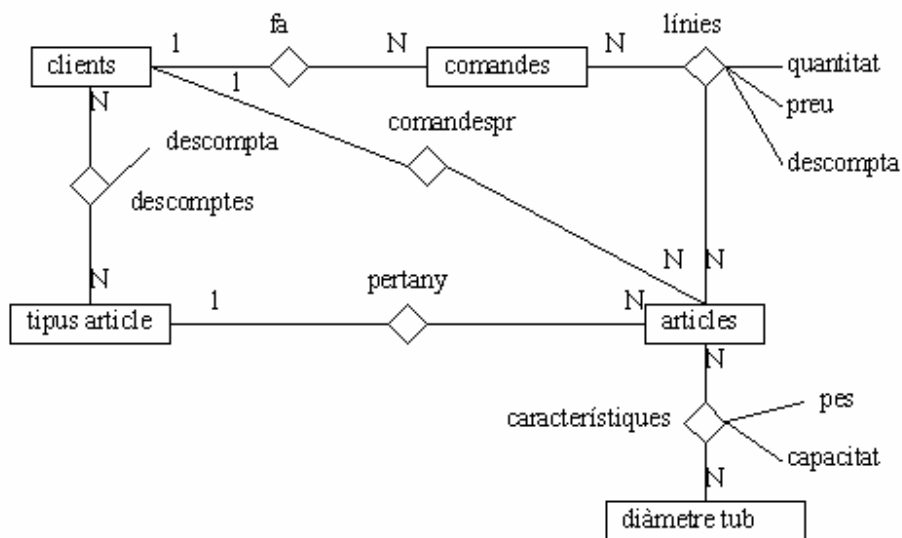 fà
línies
1
N
N
clients
comandes
quantitat
1
preu
N
comandespr
descompta
descompta
descomptes
N
N
N
pertany
1
N
tipus article
articles
N
pes
característiques
capacitat
N
diàmetre tub